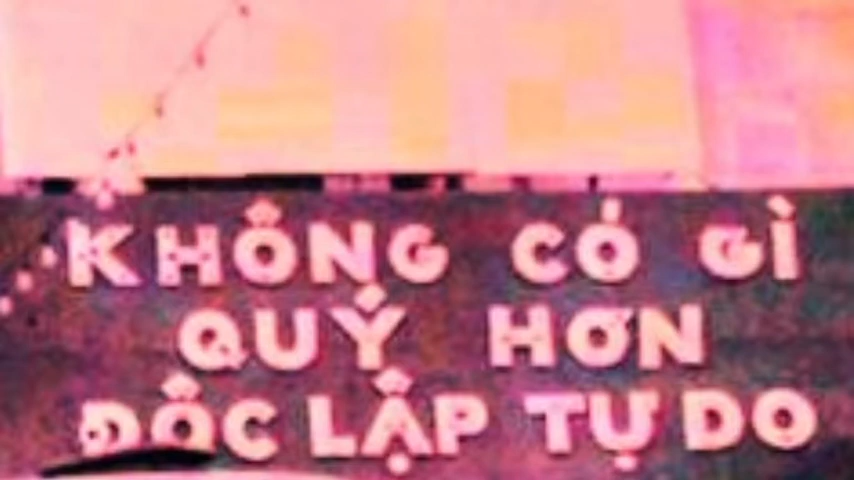 KHÔNG CÓ GÌ
QUÝ HƠN
ĐỘC LẬP TỰ DO